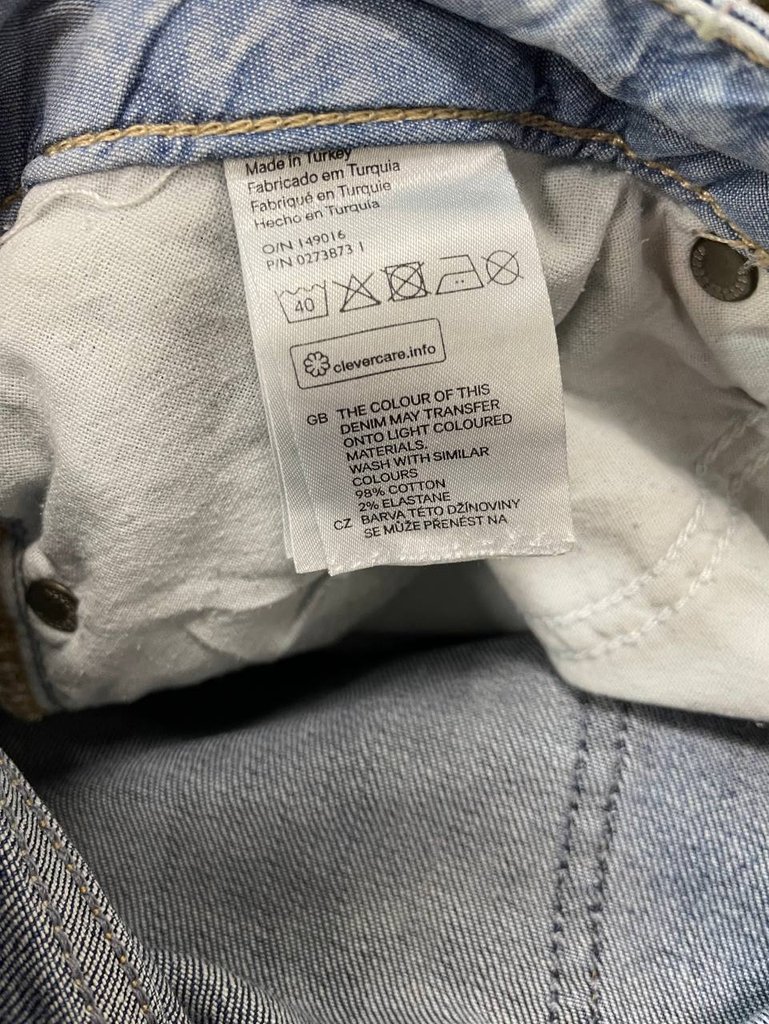 Made in Turkey
Fabricado em Turquia
Fabriqué en Turquie
Hecho en Turquía
O/N 149016
P/N 0273873 1
40
clevercare.info
GB THE COLOUR OF THIS
DENIM MAY TRANSFER
ONTO LIGHT COLOURED
MATERIALS.
WASH WITH SIMILAR
COLOURS
98% COTTON
2% ELASTANE
CZ BARVA TÉTO DŽÍNOVINY
SE MŮŽE PŘENÉST NA